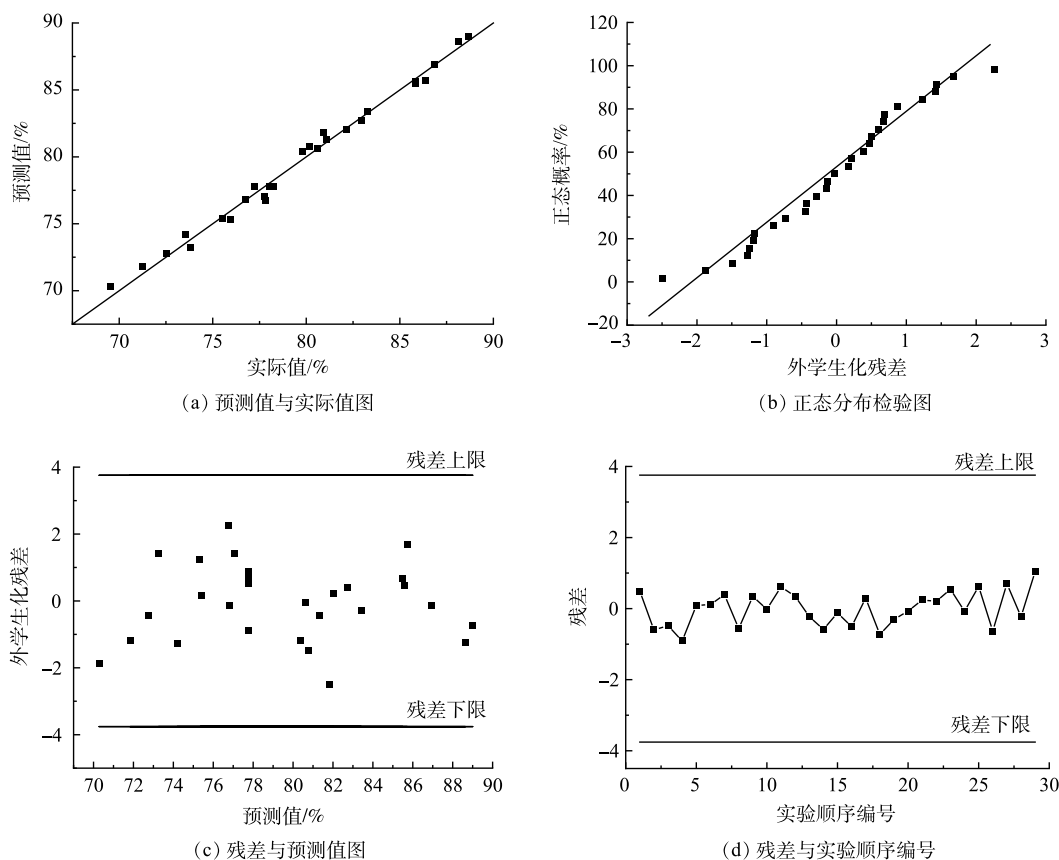 90
85
80
75
70
预测值/%
70 75 80 85 90
实际值/%
(a) 预测值与实际值图
120
100
80
60
40
20
0
−20
正态概率/%
−3 −2 −1 0 1 2 3
外学生化残差
(b) 正态分布检验图
4
2
0
−2
−4
外学生化残差
残差上限
残差下限
70 72 74 76 78 80 82 84 86 88 90
预测值/%
(c) 残差与预测值图
4
2
0
−2
−4
残差
残差上限
残差下限
0 5 10 15 20 25 30
实验顺序编号
(d) 残差与实验顺序编号